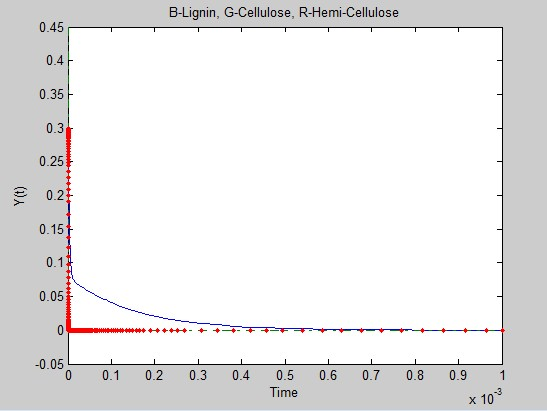 B-Lignin, G-Cellulose, R-Hemi-Cellulose
0.45
0.4
0.35
0.3
0.25
0.2
0.15
0.1
0.05
0
-0.05
Y(t)
0 0.1 0.2 0.3 0.4 0.5 0.6 0.7 0.8 0.9 1
Time
x 10^-3